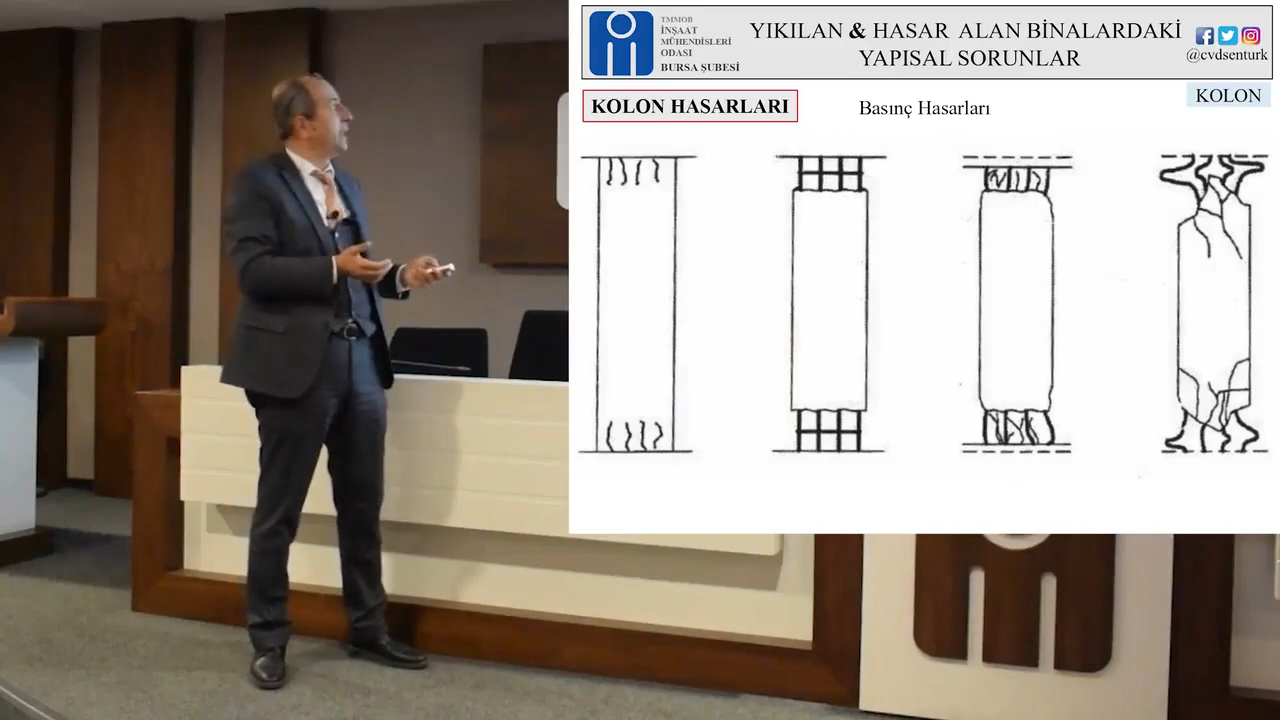 TMMOB
İNŞAAT
MÜHENDİSLERİ
ODASI
BURSA ŞUBESİ
YIKILAN & HASAR ALAN BİNALARDAKİ
YAPISAL SORUNLAR
@cvdsenturk
KOLON HASARLARI
Basınç Hasarları
KOLON